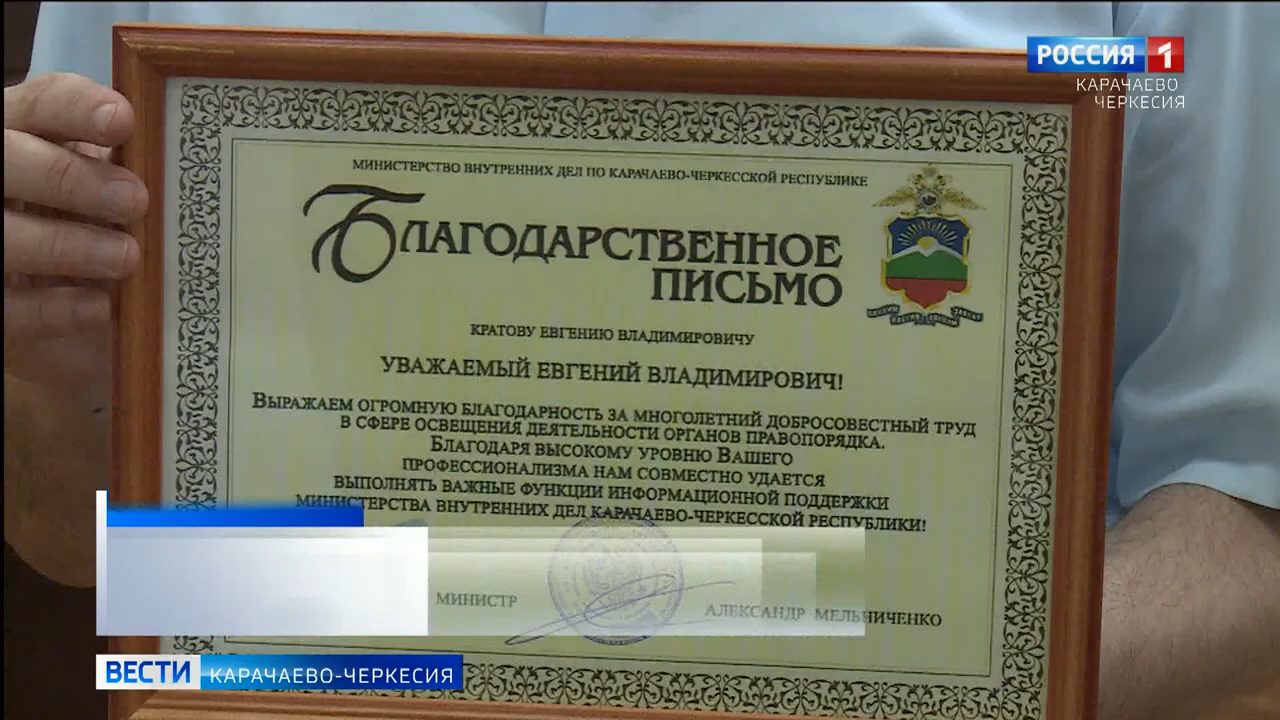 РОССИЯ 1
КАРАЧАЕВО
ЧЕРКЕСИЯ
МИНИСТЕРСТВО ВНУТРЕННИХ ДЕЛ ПО КАРАЧАЕВО-ЧЕРКЕССКОЙ РЕСПУБЛИКЕ
БЛАГОДАРСТВЕННОЕ
ПИСЬМО
КРАТОВУ ЕВГЕНИЮ ВЛАДИМИРОВИЧУ
УВАЖАЕМЫЙ ЕВГЕНИЙ ВЛАДИМИРОВИЧ!
ВЫРАЖАЕМ ОГРОМНУЮ БЛАГОДАРНОСТЬ ЗА МНОГОЛЕТНИЙ ДОБРОСОВЕСТНЫЙ ТРУД
В СФЕРЕ ОСВЕЩЕНИЯ ДЕЯТЕЛЬНОСТИ ОРГАНОВ ПРАВОПОРЯДКА.
БЛАГОДАРЯ ВЫСОКОМУ УРОВНЮ ВАШЕГО
ПРОФЕССИОНАЛИЗМА НАМ СОВМЕСТНО УДАЕТСЯ
ВЫПОЛНЯТЬ ВАЖНЫЕ ФУНКЦИИ ИНФОРМАЦИОННОЙ ПОДДЕРЖКИ
МИНИСТЕРСТВА ВНУТРЕННИХ ДЕЛ КАРАЧАЕВО-ЧЕРКЕССКОЙ РЕСПУБЛИКИ!
МИНИСТР АЛЕКСАНДР МЕЛЬНИЧЕНКО
ВЕСТИ КАРАЧАЕВО-ЧЕРКЕСИЯ